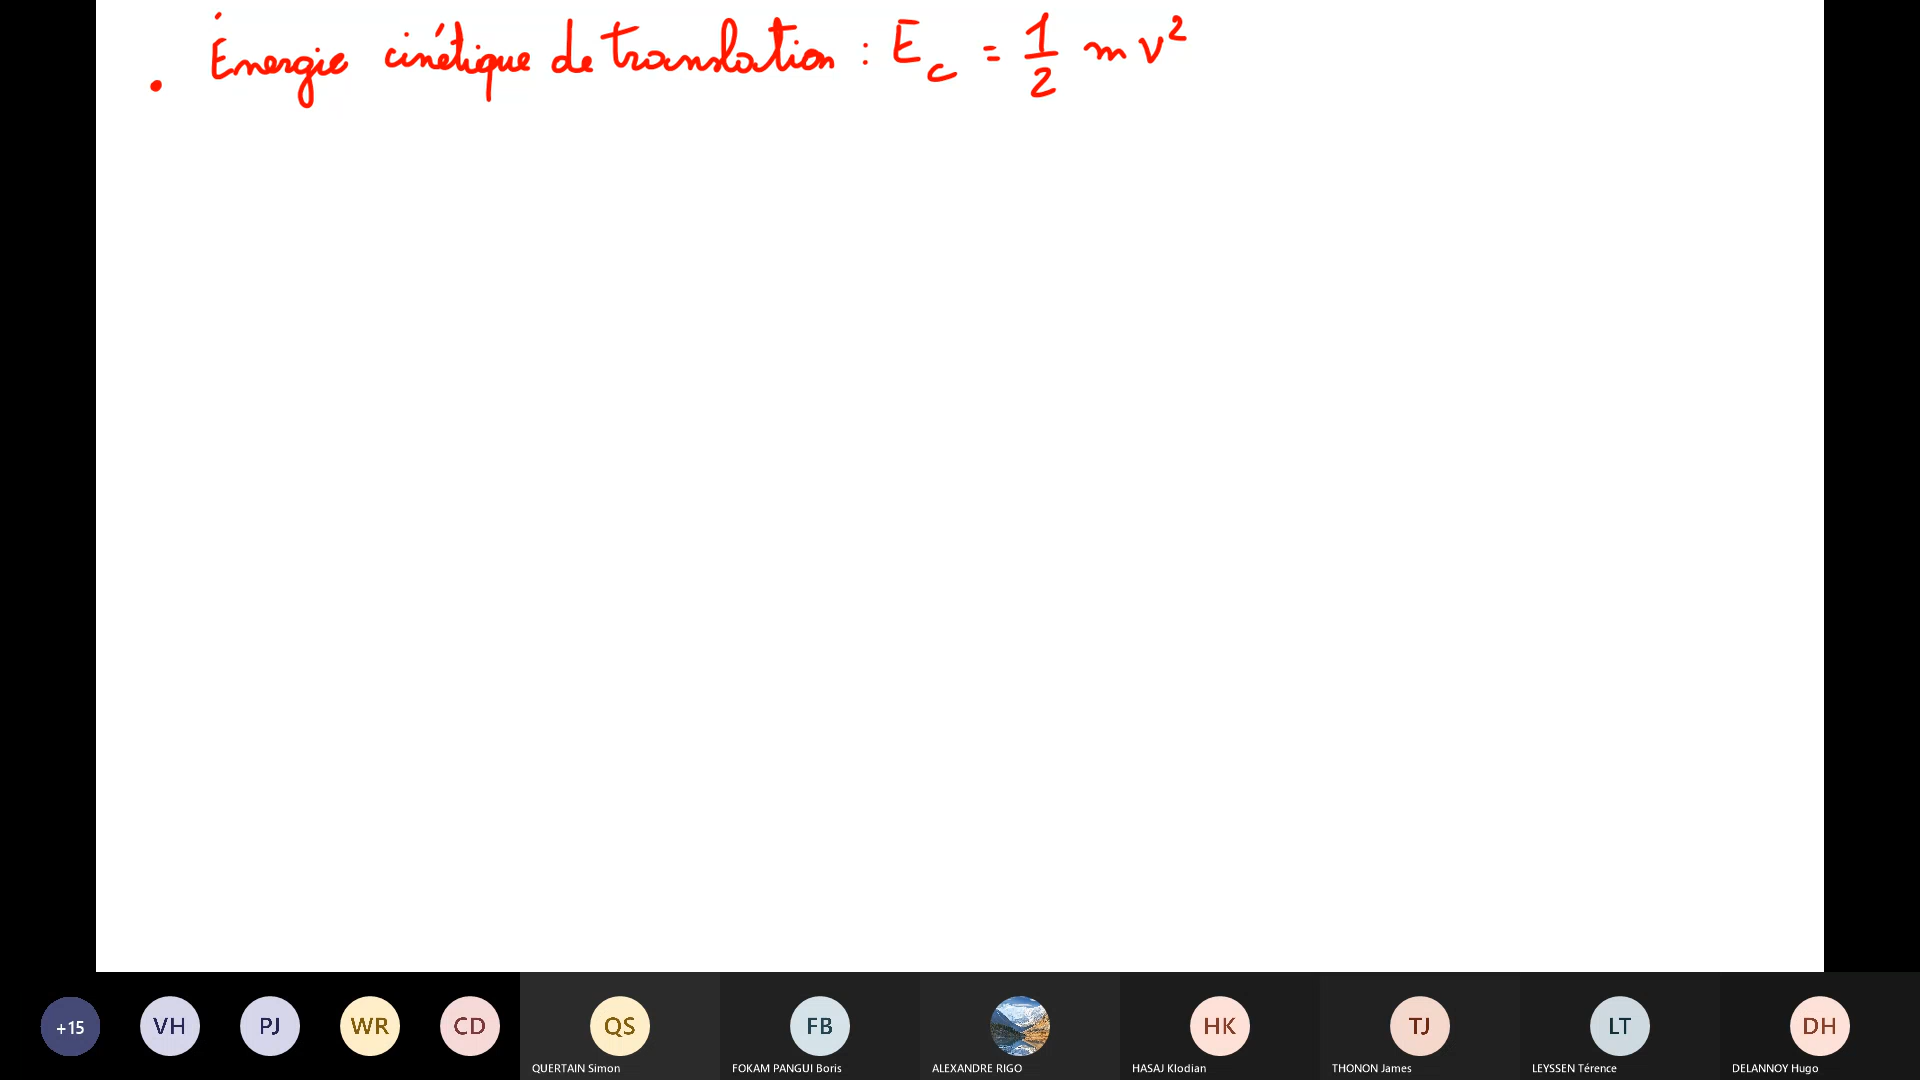 • Energie cinétique de translation : E_c = 1/2 m v²
+15 VH PJ WR CD QS FB HK TJ LT DH
QUERTAIN Simon FOKAM PANGUI Boris ALEXANDRE RIGO HASAJ Klodian THONON James LEYSSEN Térence DELANNOY Hugo